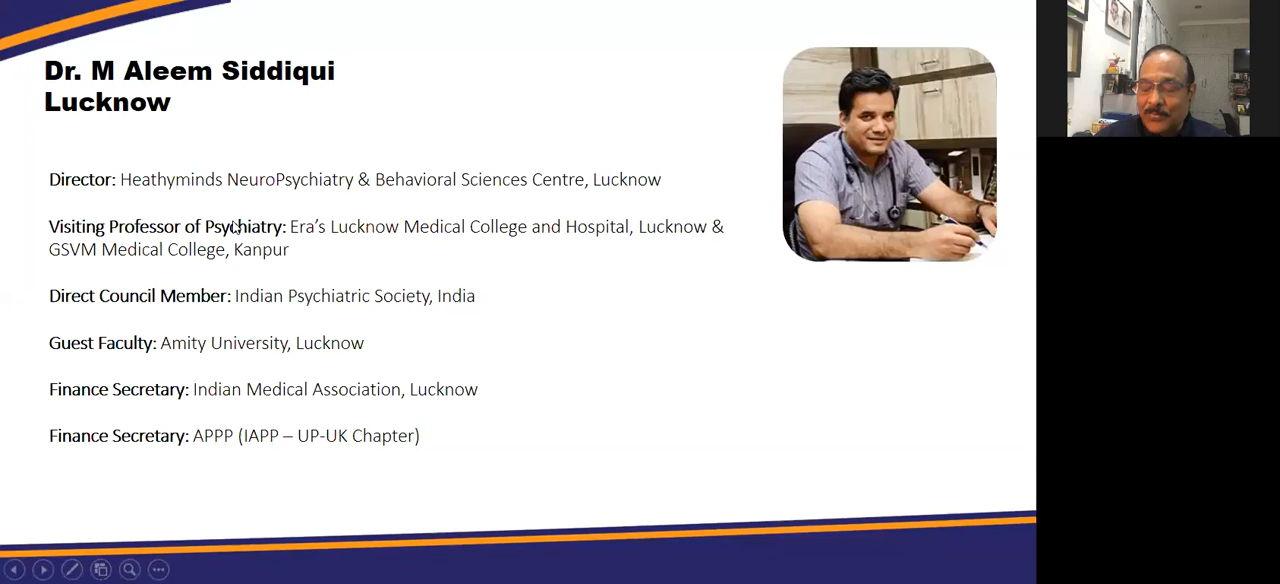 Dr. M Aleem Siddiqui
Lucknow
Director: Heathyminds NeuroPsychiatry & Behavioral Sciences Centre, Lucknow
Visiting Professor of Psychiatry: Era’s Lucknow Medical College and Hospital, Lucknow &
GSVM Medical College, Kanpur
Direct Council Member: Indian Psychiatric Society, India
Guest Faculty: Amity University, Lucknow
Finance Secretary: Indian Medical Association, Lucknow
Finance Secretary: APPP (IAPP – UP-UK Chapter)